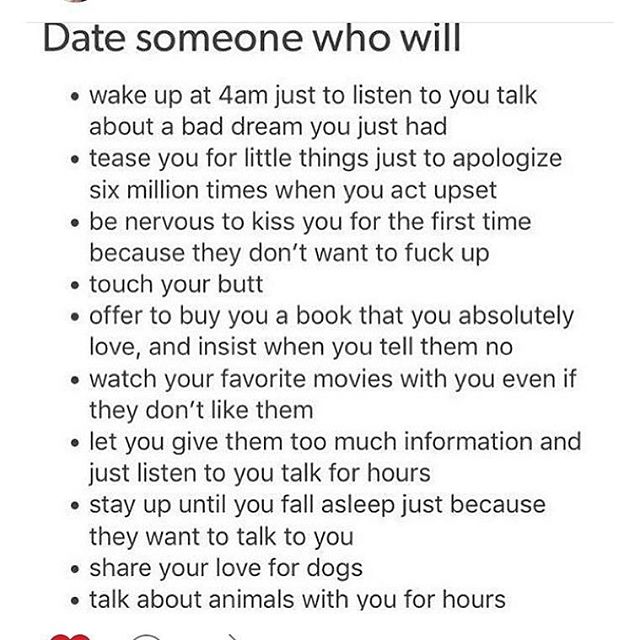 Date someone who will
• wake up at 4am just to listen to you talk
about a bad dream you just had
• tease you for little things just to apologize
six million times when you act upset
• be nervous to kiss you for the first time
because they don’t want to fuck up
• touch your butt
• offer to buy you a book that you absolutely
love, and insist when you tell them no
• watch your favorite movies with you even if
they don’t like them
• let you give them too much information and
just listen to you talk for hours
• stay up until you fall asleep just because
they want to talk to you
• share your love for dogs
• talk about animals with you for hours